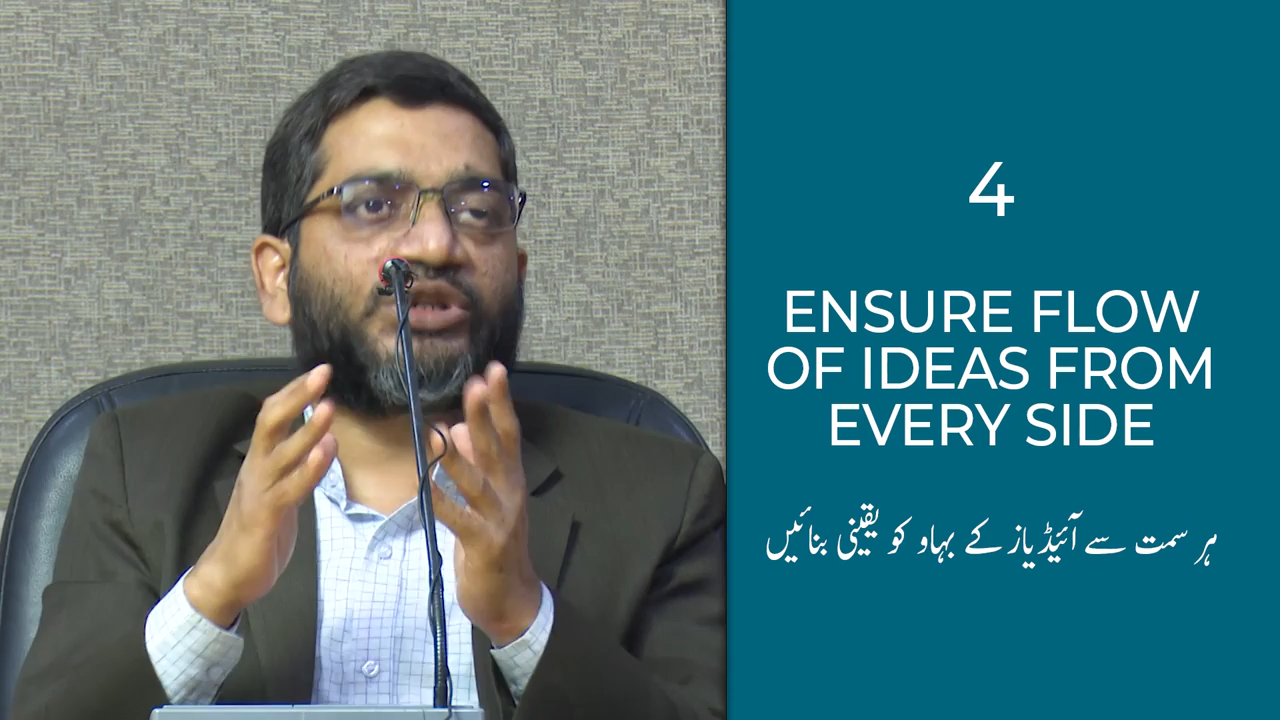 4
ENSURE FLOW
OF IDEAS FROM
EVERY SIDE
ہر سمت سے آئیڈیاز کے بہاو کو یقینی بنائیں